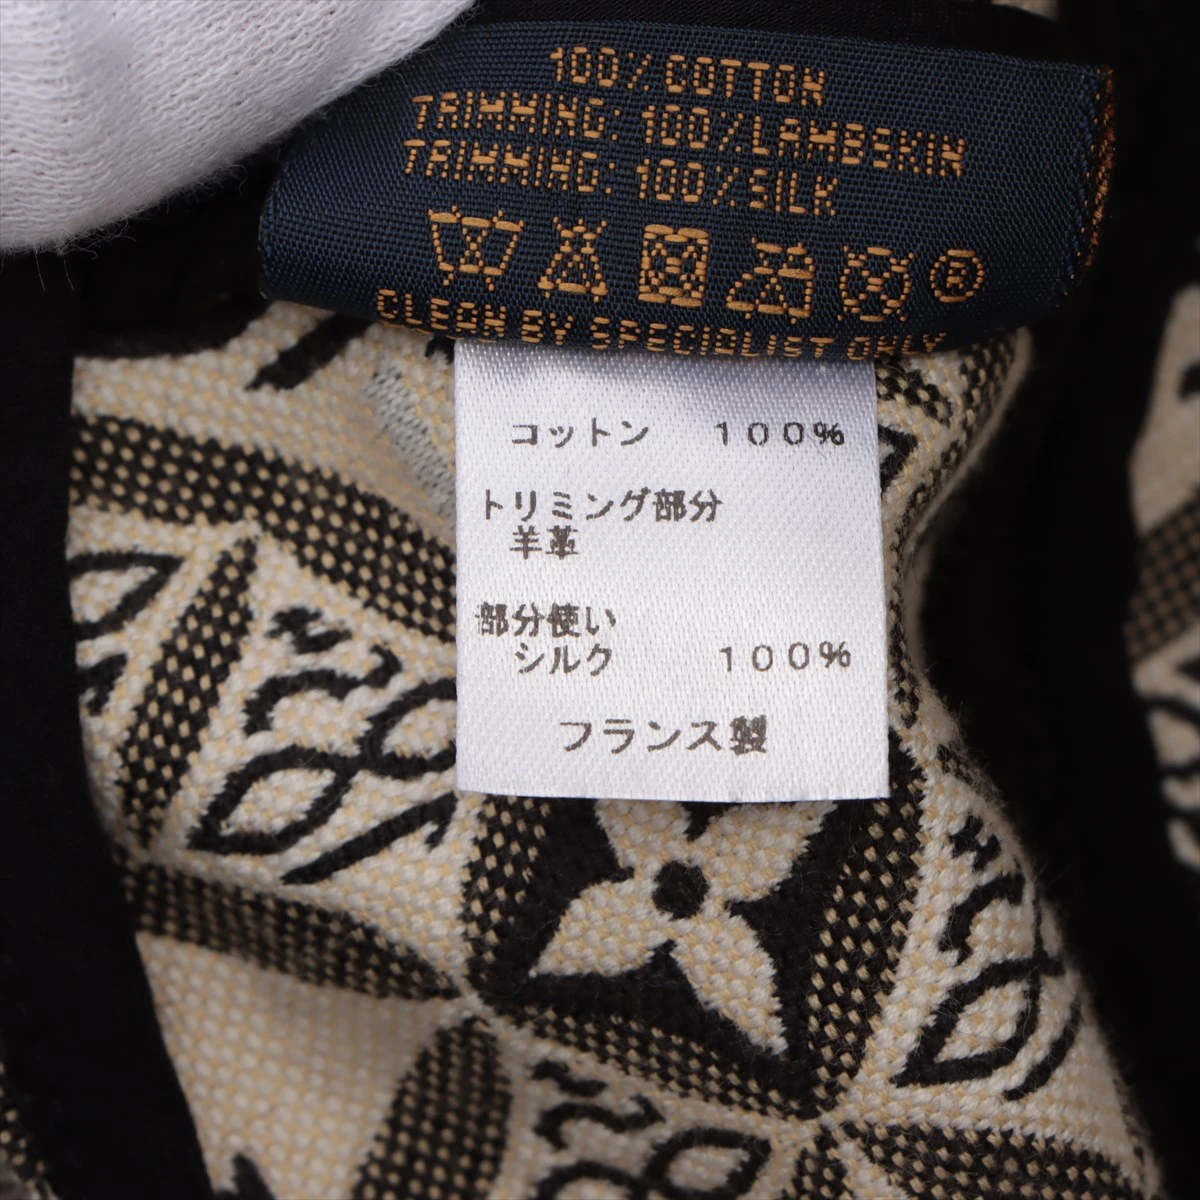 100% COTTON
TRIMMING: 100% LAMBSKIN
TRIMMING: 100% SILK
®
CLEAN BY SPECIALIST ONLY
コットン 100%
トリミング部分
羊革
部分使い
シルク 100%
フランス製